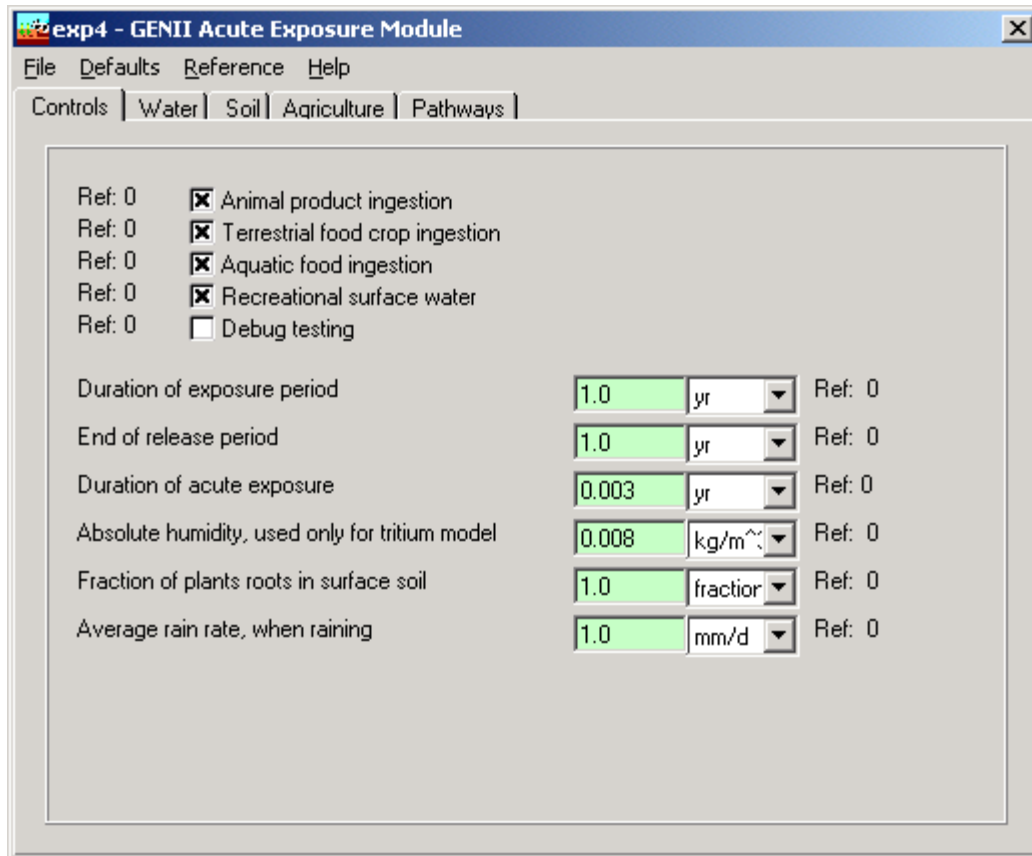 exp4 - GENII Acute Exposure Module
File Defaults Reference Help
Controls Water Soil Agriculture Pathways
Ref: 0 Animal product ingestion
Ref: 0 Terrestrial food crop ingestion
Ref: 0 Aquatic food ingestion
Ref: 0 Recreational surface water
Ref: 0 Debug testing
Duration of exposure period 1.0 yr Ref: 0
End of release period 1.0 yr Ref: 0
Duration of acute exposure 0.003 yr Ref: 0
Absolute humidity, used only for tritium model 0.008 kg/m^ Ref: 0
Fraction of plants roots in surface soil 1.0 fraction Ref: 0
Average rain rate, when raining 1.0 mm/d Ref: 0